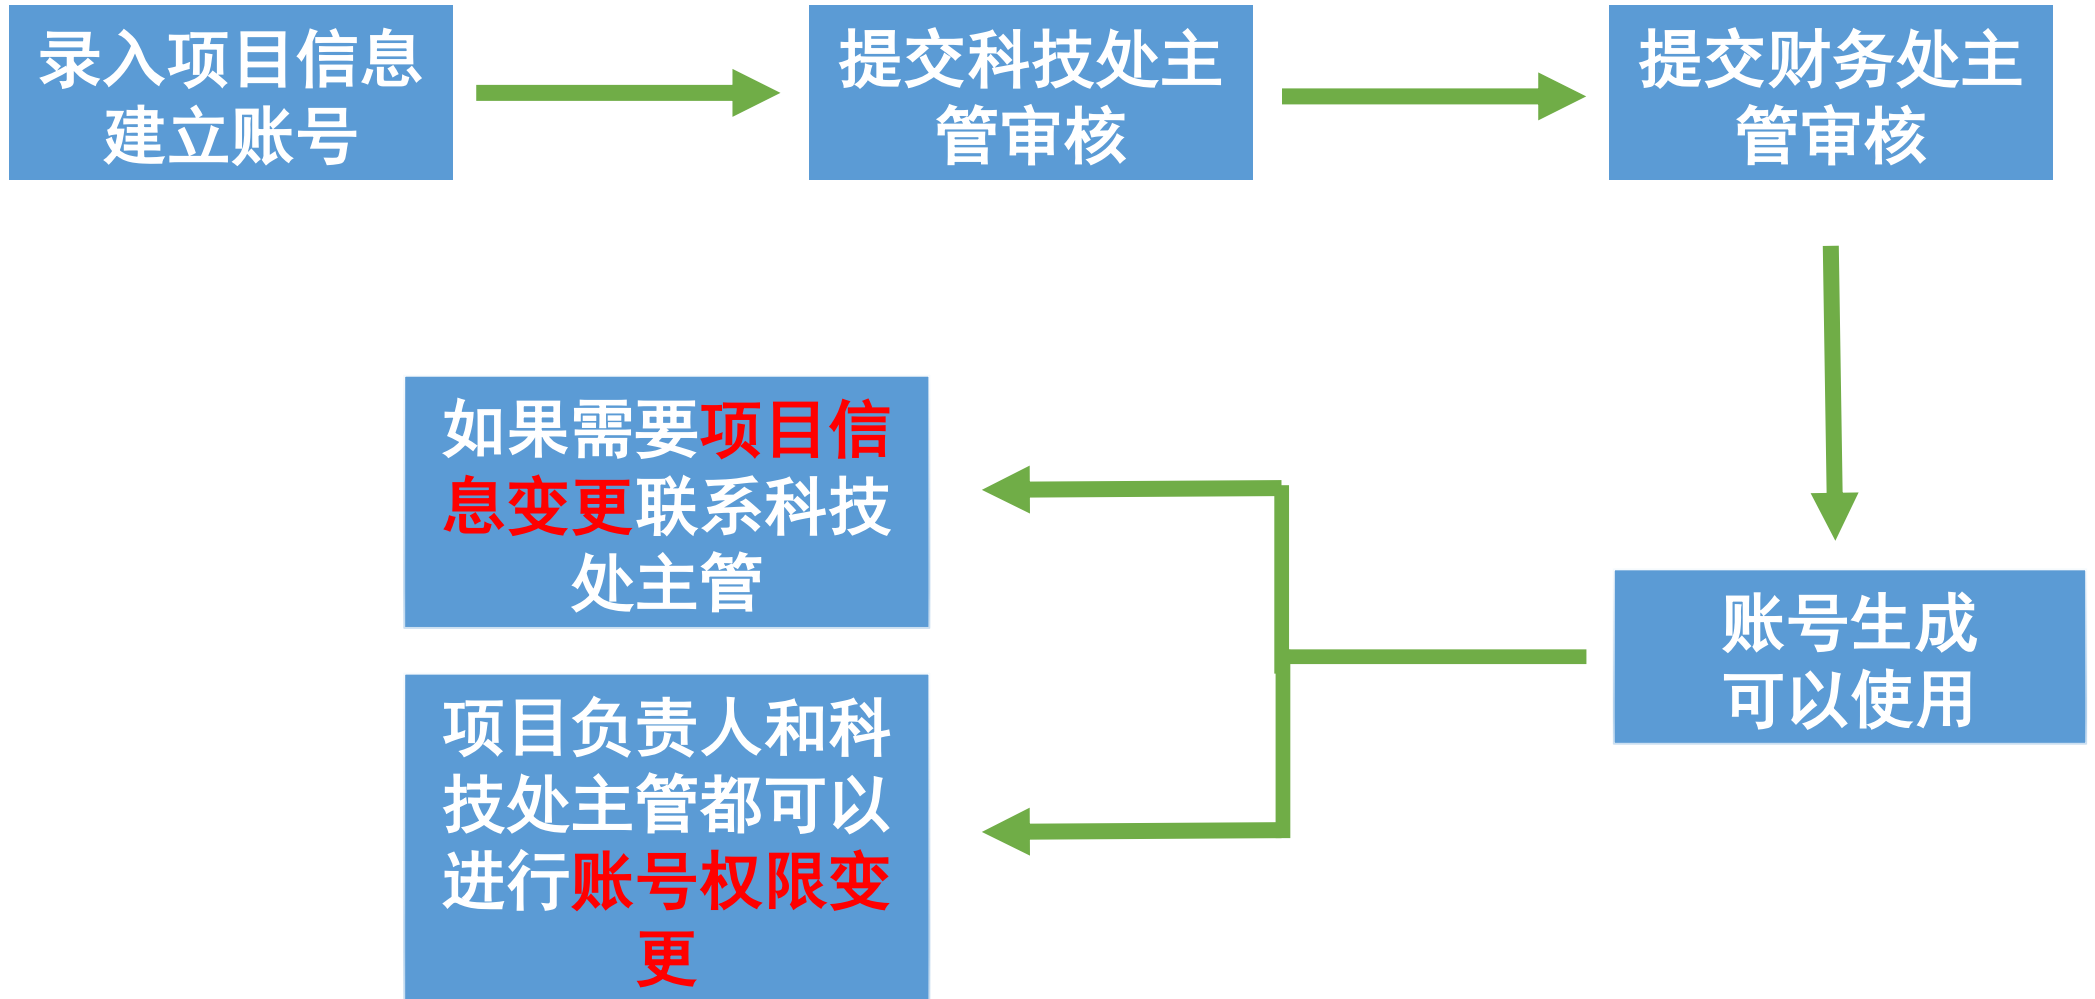 录入项目信息
建立账号
提交科技处主
管审核
提交财务处主
管审核
如果需要项目信
息变更联系科技
处主管
账号生成
可以使用
项目负责人和科
技处主管都可以
进行账号权限变
更